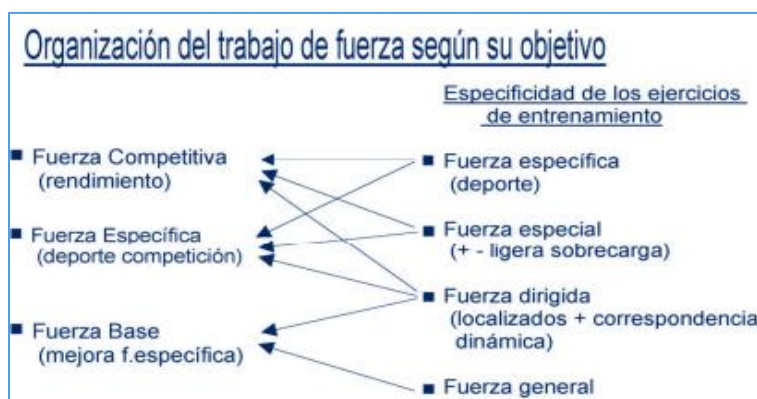 Organización del trabajo de fuerza según su objetivo
Especificidad de los ejercicios
de entrenamiento
Fuerza Competitiva
(rendimiento)
Fuerza Específica
(deporte competición)
Fuerza Base
(mejora f.específica)
Fuerza específica
(deporte)
Fuerza especial
(+ - ligera sobrecarga)
Fuerza dirigida
(localizados + correspondencia
dinámica)
Fuerza general